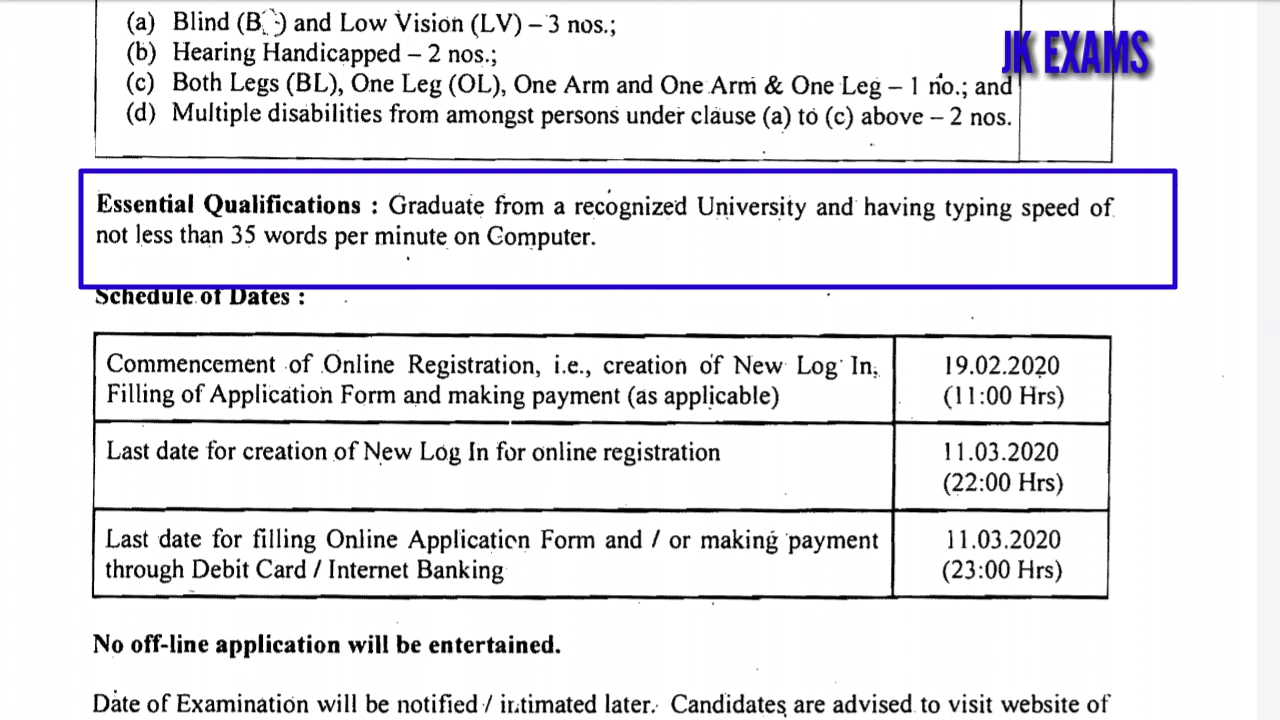 (a) Blind (B ) and Low Vision (LV) – 3 nos.;
JK EXAMS
(b) Hearing Handicapped – 2 nos.;
(c) Both Legs (BL), One Leg (OL), One Arm and One Arm & One Leg – 1 no.; and
(d) Multiple disabilities from amongst persons under clause (a) to (c) above – 2 nos.
Essential Qualifications : Graduate from a recognized University and having typing speed of
not less than 35 words per minute on Computer.
Schedule of Dates :
Commencement of Online Registration, i.e., creation of New Log In,
Filling of Application Form and making payment (as applicable)
19.02.2020
(11:00 Hrs)
Last date for creation of New Log In for online registration
11.03.2020
(22:00 Hrs)
Last date for filling Online Application Form and / or making payment
through Debit Card / Internet Banking
11.03.2020
(23:00 Hrs)
No off-line application will be entertained.
Date of Examination will be notified / intimated later. Candidates are advised to visit website of